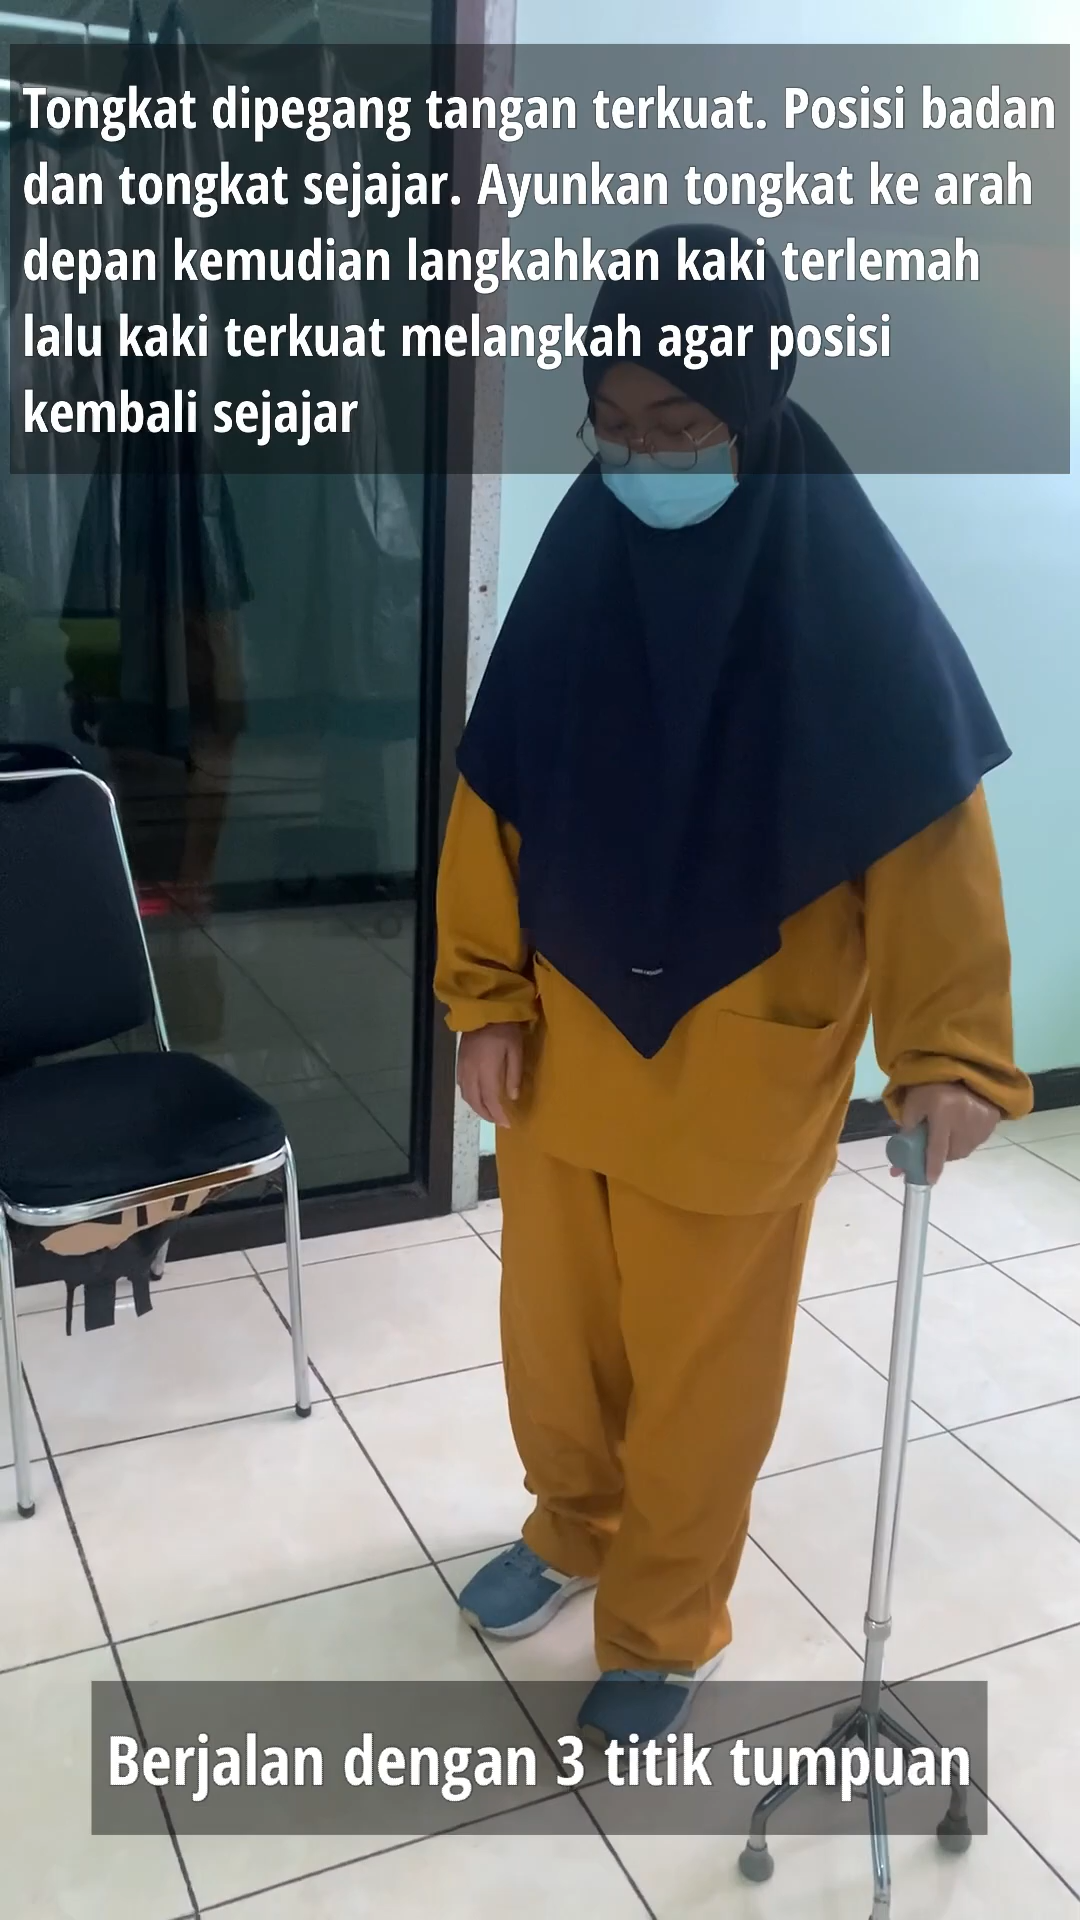 Tongkat dipegang tangan terkuat. Posisi badan
dan tongkat sejajar. Ayunkan tongkat ke arah
depan kemudian langkahkan kaki terlemah
lalu kaki terkuat melangkah agar posisi
kembali sejajar
Berjalan dengan 3 titik tumpuan